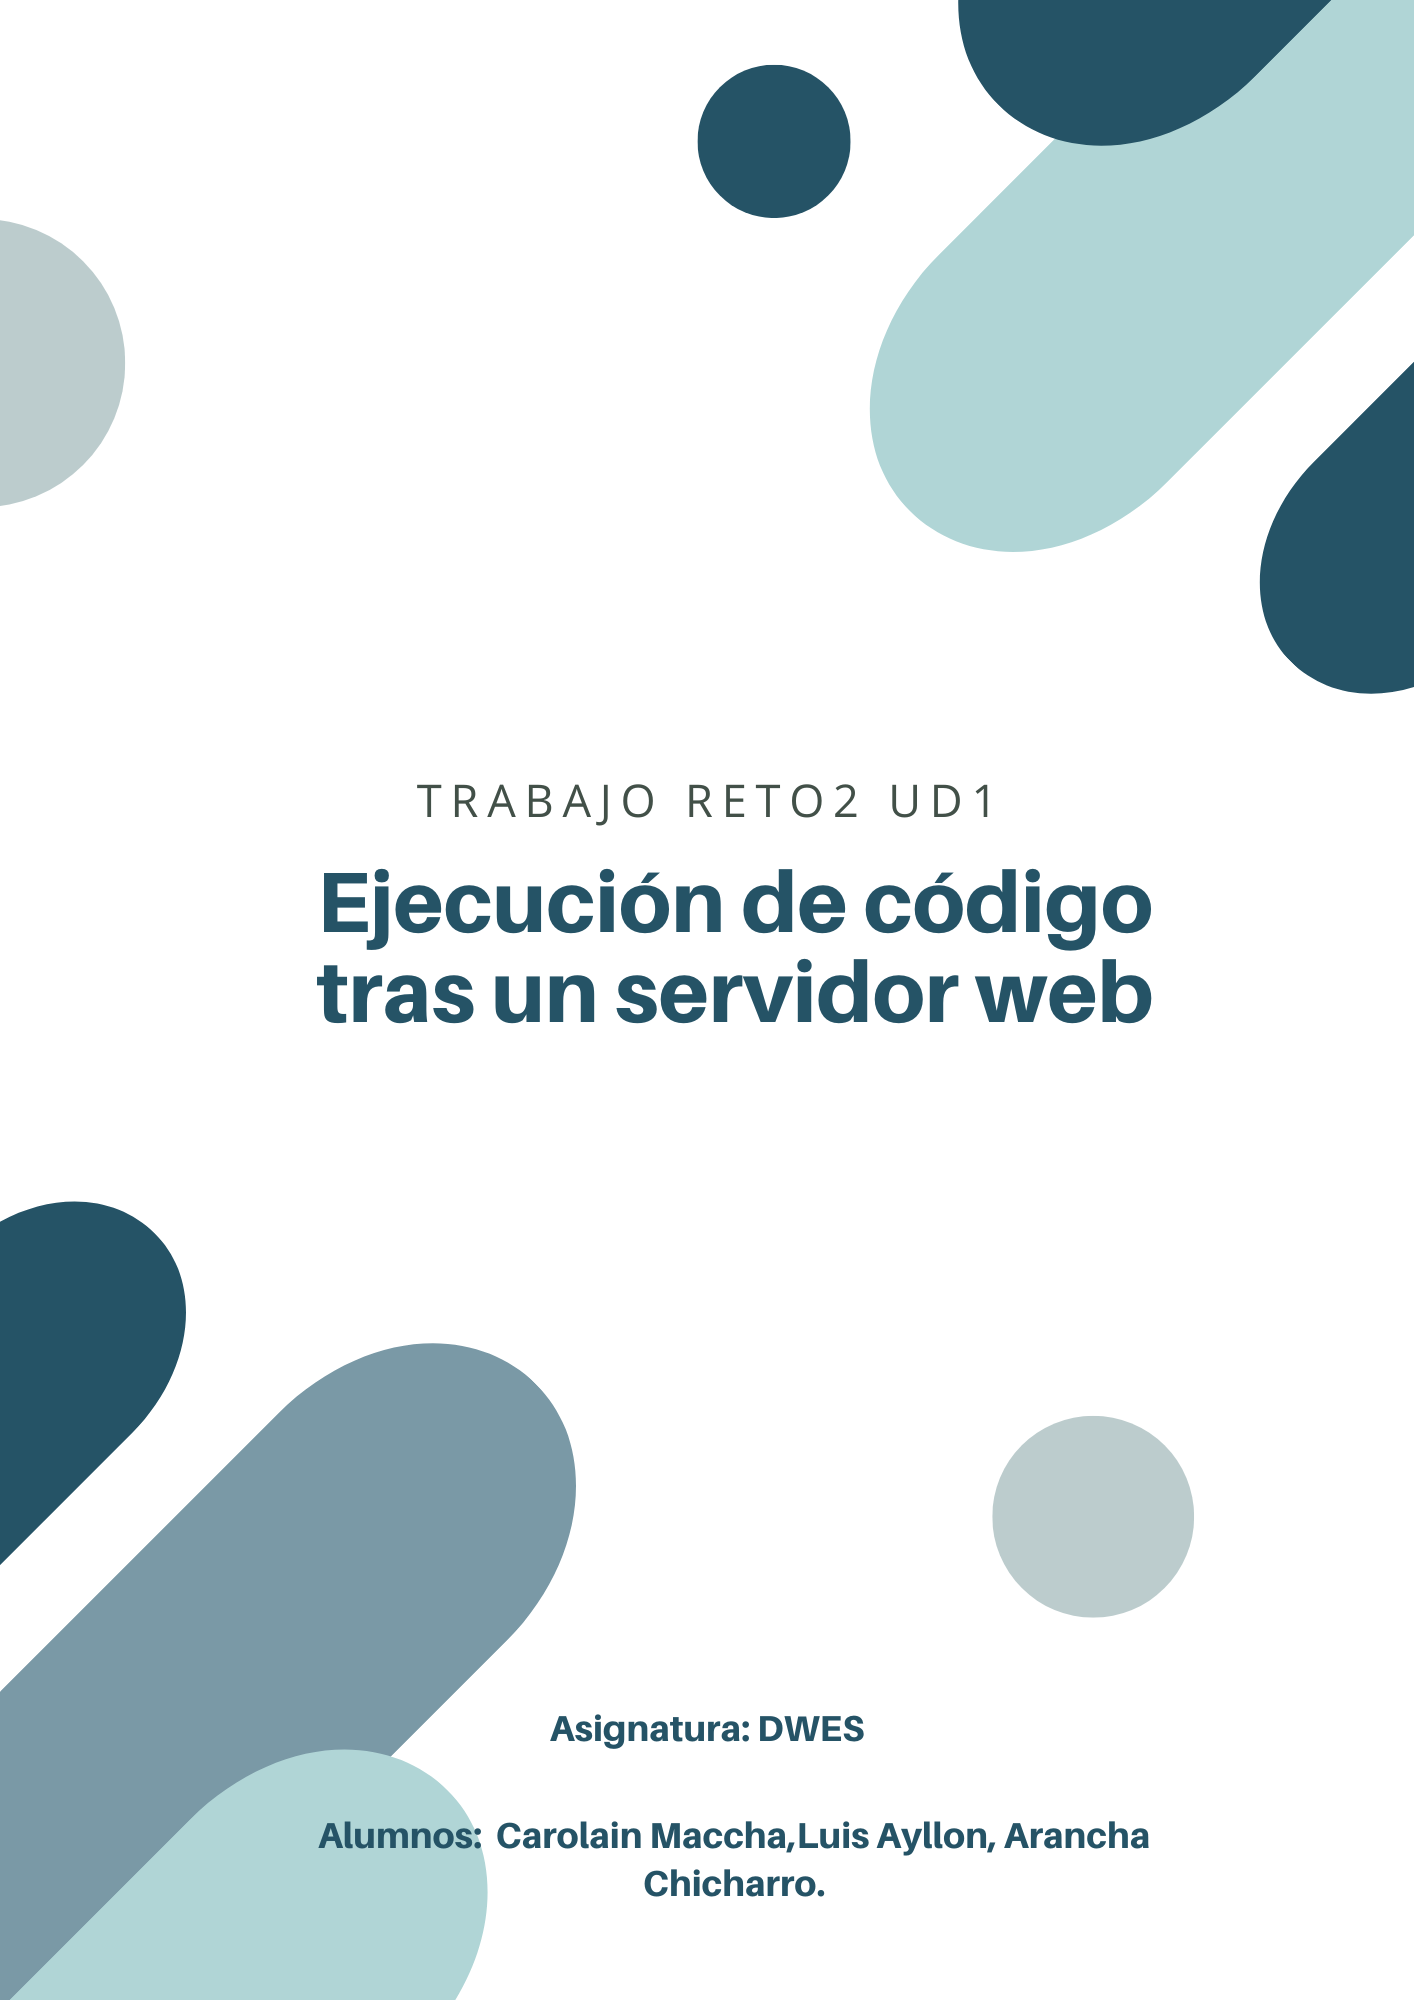 TRABAJO RETO2 UD1
Ejecución de código
tras un servidor web
Asignatura: DWES
Alumnos: Carolain Maccha,Luis Ayllon, Arancha
Chicharro.